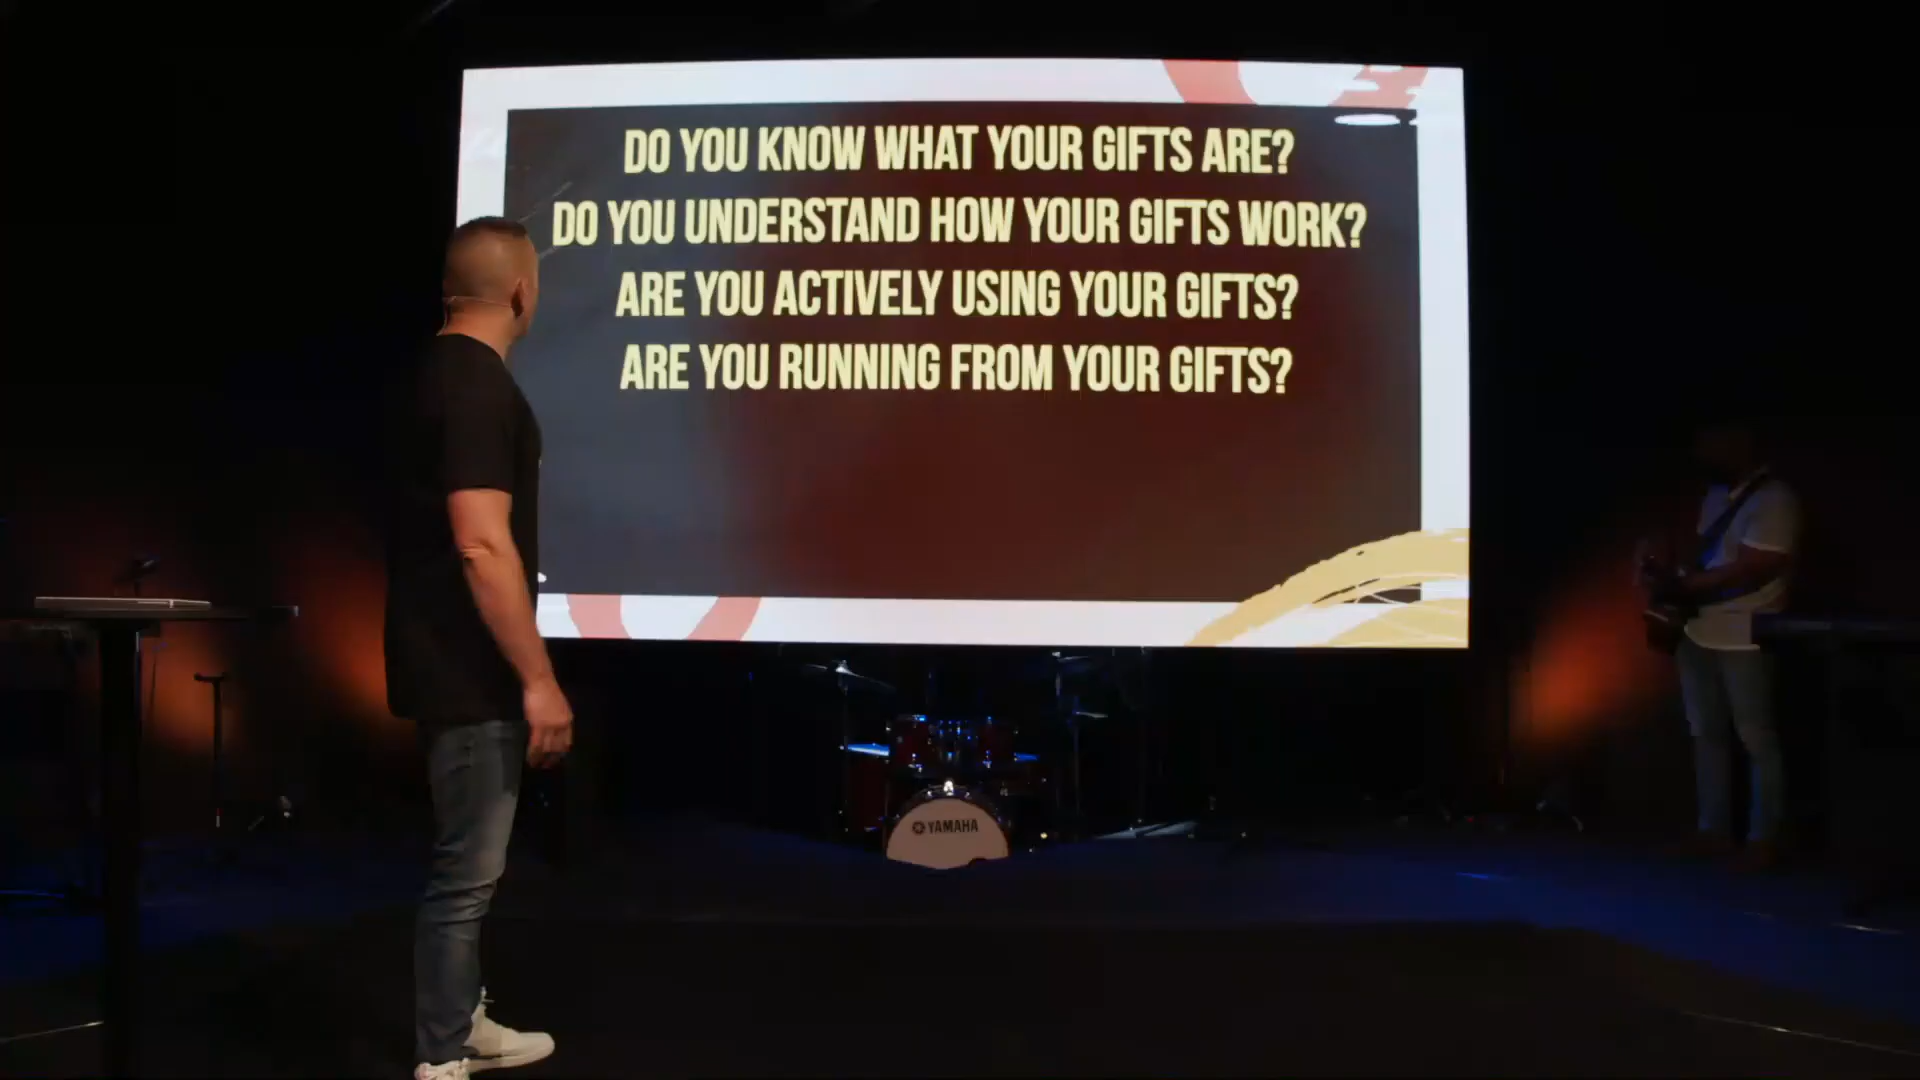 DO YOU KNOW WHAT YOUR GIFTS ARE?
DO YOU UNDERSTAND HOW YOUR GIFTS WORK?
ARE YOU ACTIVELY USING YOUR GIFTS?
ARE YOU RUNNING FROM YOUR GIFTS?
YAMAHA